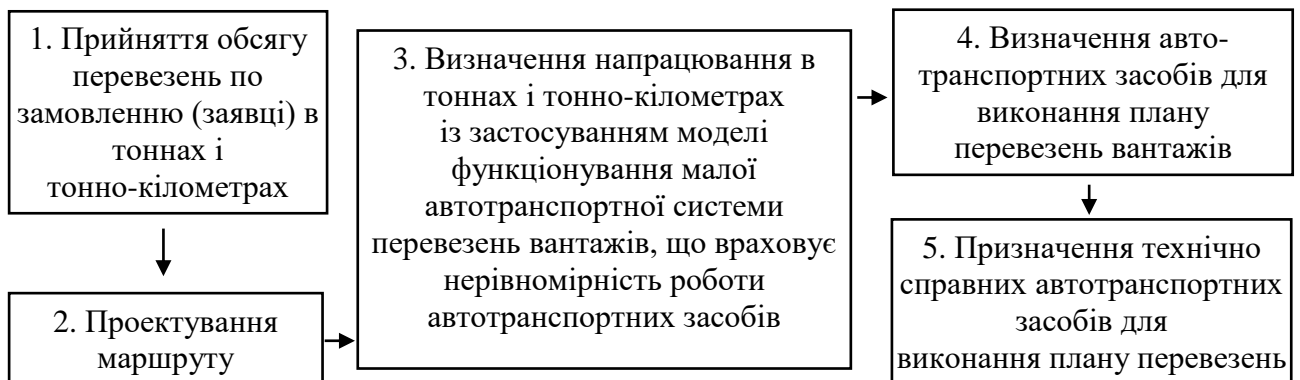 1. Прийняття обсягу
перевезень по
замовленню (заявці) в
тоннах і
тонно-кілометрах
2. Проектування
маршруту
3. Визначення напрацювання в
тоннах і тонно-кілометрах
із застосуванням моделі
функціонування малої
автотранспортної системи
перевезень вантажів, що враховує
нерівномірність роботи
автотранспортних засобів
4. Визначення авто-
транспортних засобів для
виконання плану
перевезень вантажів
5. Призначення технічно
справних автотранспортних
засобів для
виконання плану перевезень